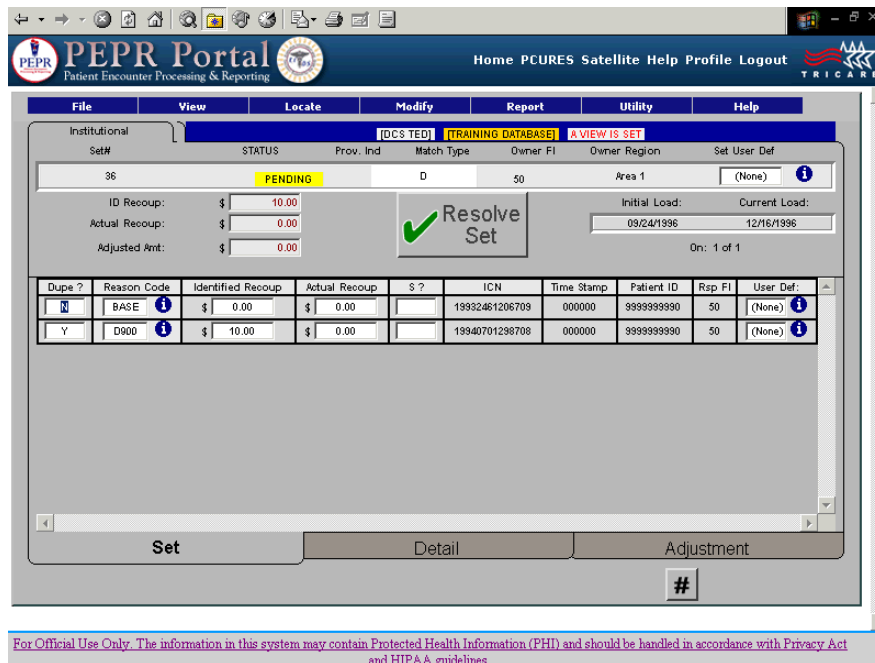 PEPR Portal
Patient Encounter Processing & Reporting
PEPR
Home PCURES Satellite Help Profile Logout
TRICARE
File View Locate Modify Report Utility Help
Institutional
[DCS TED] [TRAINING DATABASE] A VIEW IS SET
Set# STATUS Prov. Ind Match Type Owner FI Owner Region Set User Def
36 PENDING D 50 Area 1 (None)
ID Recoup: $ 10.00
Actual Recoup: $ 0.00
Adjusted Amt: $ 0.00
Resolve
Set
Initial Load: Current Load:
09/24/1996 12/16/1996
On: 1 of 1
Dupe ? Reason Code Identified Recoup Actual Recoup S ? ICN Time Stamp Patient ID Rsp FI User Def:
N BASE $ 0.00 $ 0.00 19932461206709 000000 9999999990 50 (None)
Y D900 $ 10.00 $ 0.00 19940701298708 000000 9999999990 50 (None)
Set Detail Adjustment
#
For Official Use Only. The information in this system may contain Protected Health Information (PHI) and should be handled in accordance with Privacy Act
and HIPAA guidelines